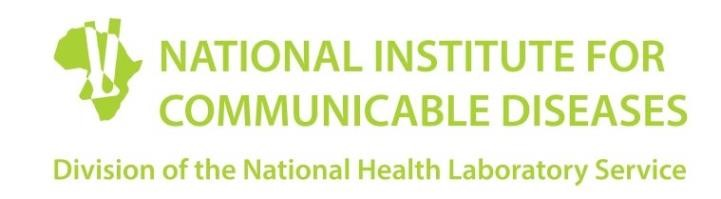 NATIONAL INSTITUTE FOR
COMMUNICABLE DISEASES
Division of the National Health Laboratory Service